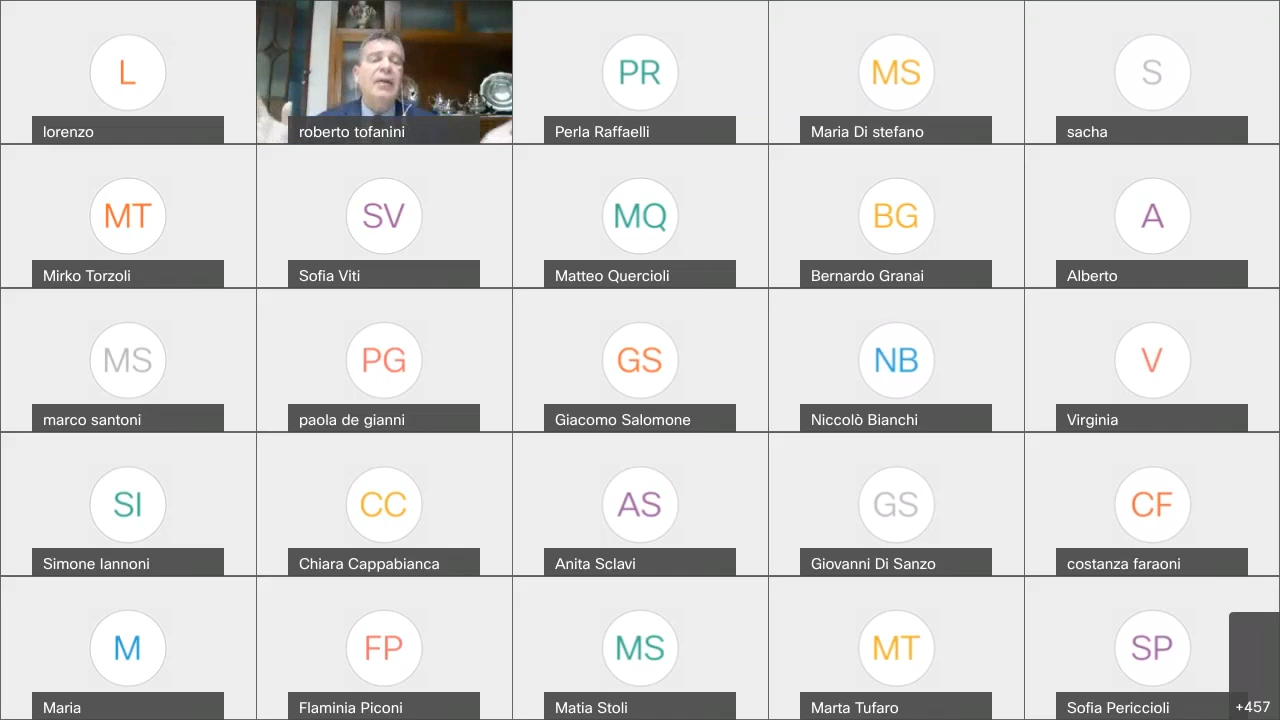 L
lorenzo
roberto tofanini
PR
Perla Raffaelli
MS
Maria Di stefano
S
sacha
MT
Mirko Torzoli
SV
Sofia Viti
MQ
Matteo Quercioli
BG
Bernardo Granai
A
Alberto
MS
marco santoni
PG
paola de gianni
GS
Giacomo Salomone
NB
Niccolò Bianchi
V
Virginia
SI
Simone Iannoni
CC
Chiara Cappabianca
AS
Anita Sclavi
GS
Giovanni Di Sanzo
CF
costanza faraoni
M
Maria
FP
Flaminia Piconi
MS
Matia Stoli
MT
Marta Tufaro
SP
Sofia Periccioli
+457